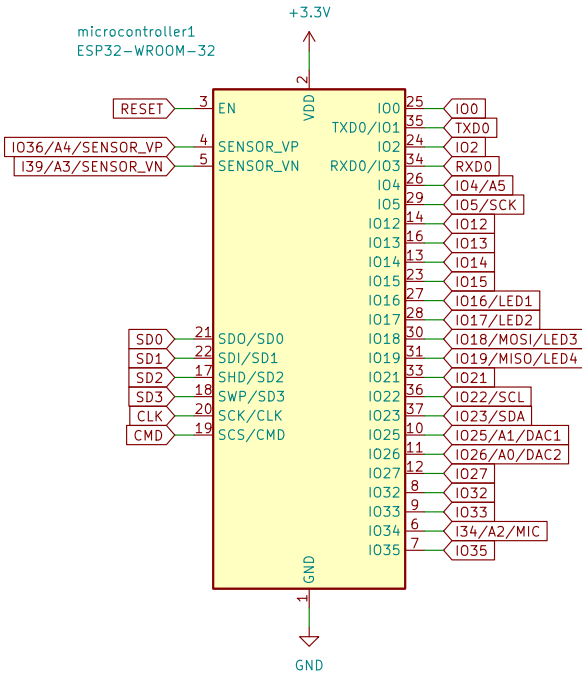 +3.3V
microcontroller1
ESP32-WROOM-32
2
VDD
RESET 3 EN IO0 25 IO0
TXD0/IO1 35 TXD0
IO36/A4/SENSOR_VP 4 SENSOR_VP IO2 24 IO2
I39/A3/SENSOR_VN 5 SENSOR_VN RXD0/IO3 34 RXD0
IO4 26 IO4/A5
IO5 29 IO5/SCK
IO12 14 IO12
IO13 16 IO13
IO14 13 IO14
IO15 23 IO15
IO16 27 IO16/LED1
IO17 28 IO17/LED2
SD0 21 SDO/SD0 IO18 30 IO18/MOSI/LED3
SD1 22 SDI/SD1 IO19 31 IO19/MISO/LED4
SD2 17 SHD/SD2 IO21 33 IO21
SD3 18 SWP/SD3 IO22 36 IO22/SCL
CLK 20 SCK/CLK IO23 37 IO23/SDA
CMD 19 SCS/CMD IO25 10 IO25/A1/DAC1
IO26 11 IO26/A0/DAC2
IO27 12 IO27
IO32 8 IO32
IO33 9 IO33
IO34 6 I34/A2/MIC
IO35 7 IO35
GND
1
GND